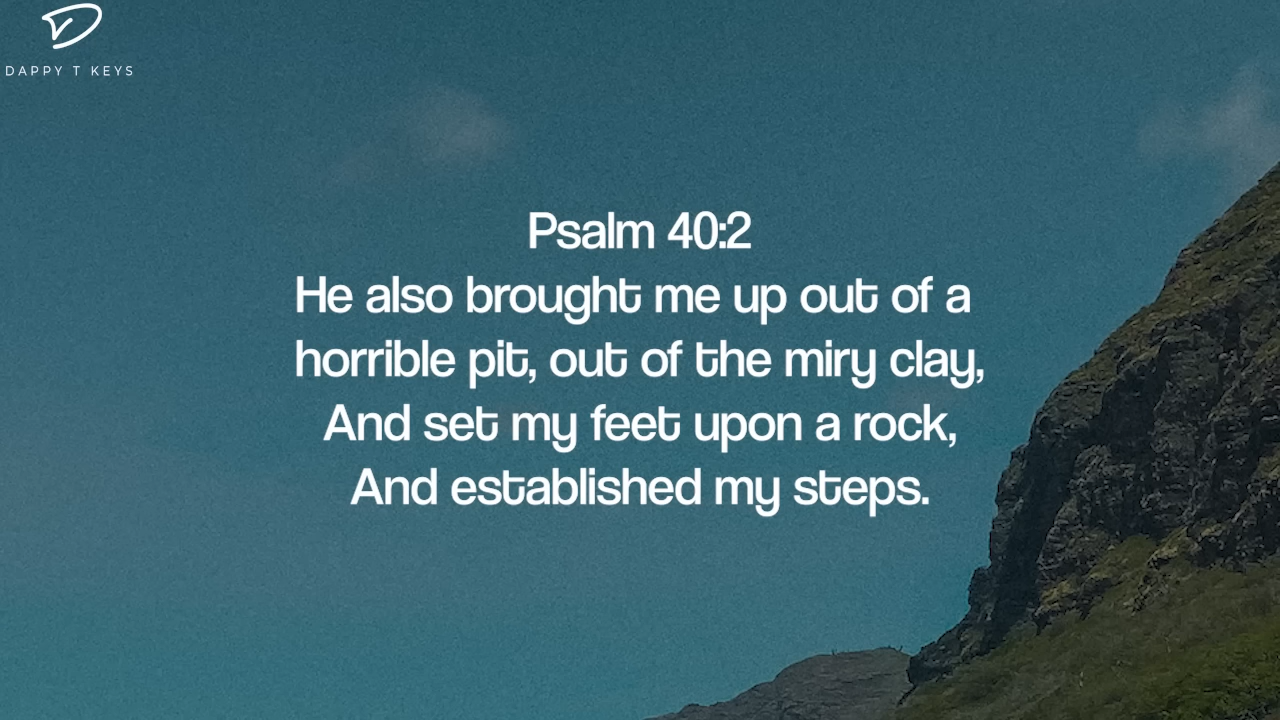 DAPPY T KEYS
Psalm 40:2
He also brought me up out of a
horrible pit, out of the miry clay,
And set my feet upon a rock,
And established my steps.